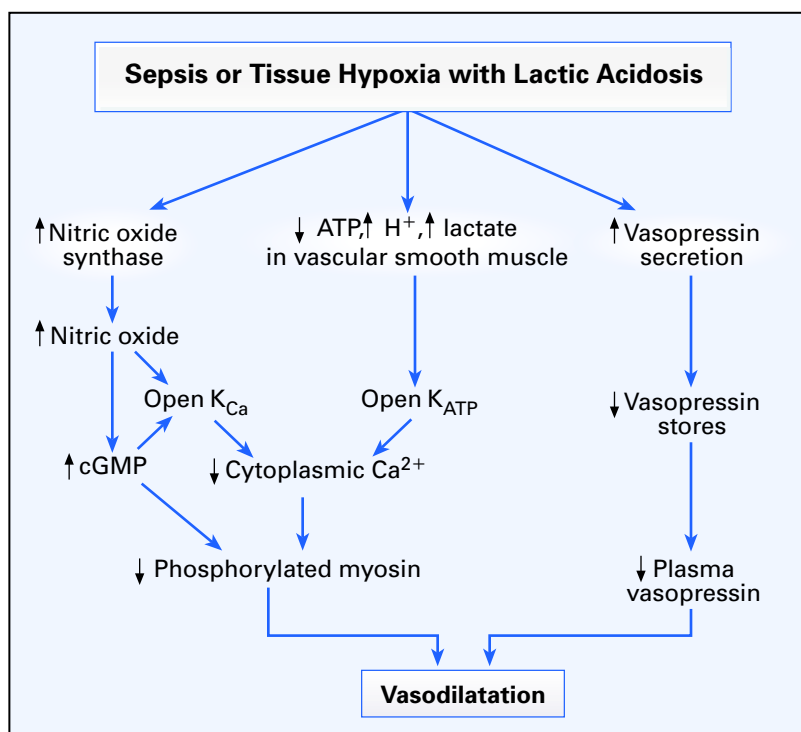 Sepsis or Tissue Hypoxia with Lactic Acidosis
↑Nitric oxide
synthase
↓ ATP,↑ H⁺,↑ lactate
in vascular smooth muscle
↑Vasopressin
secretion
↑Nitric oxide
Open K_Ca
Open K_ATP
↓Vasopressin
stores
↑cGMP
↓Cytoplasmic Ca²⁺
↓ Phosphorylated myosin
↓ Plasma
vasopressin
Vasodilatation